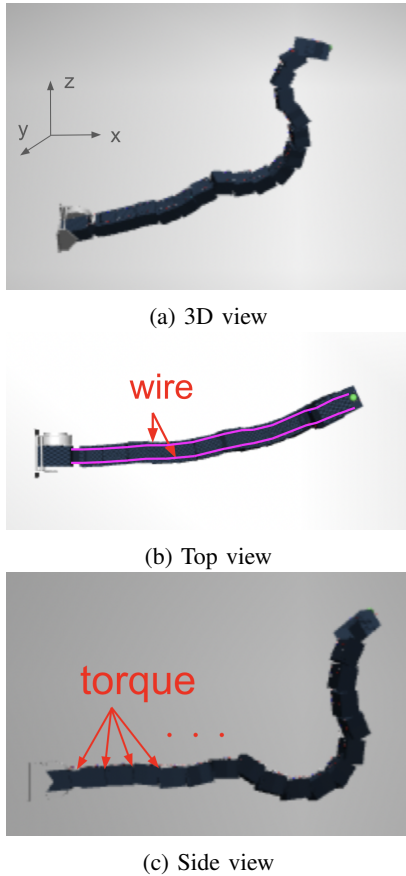 z
y
x
(a) 3D view
wire
(b) Top view
torque
. . .
(c) Side view